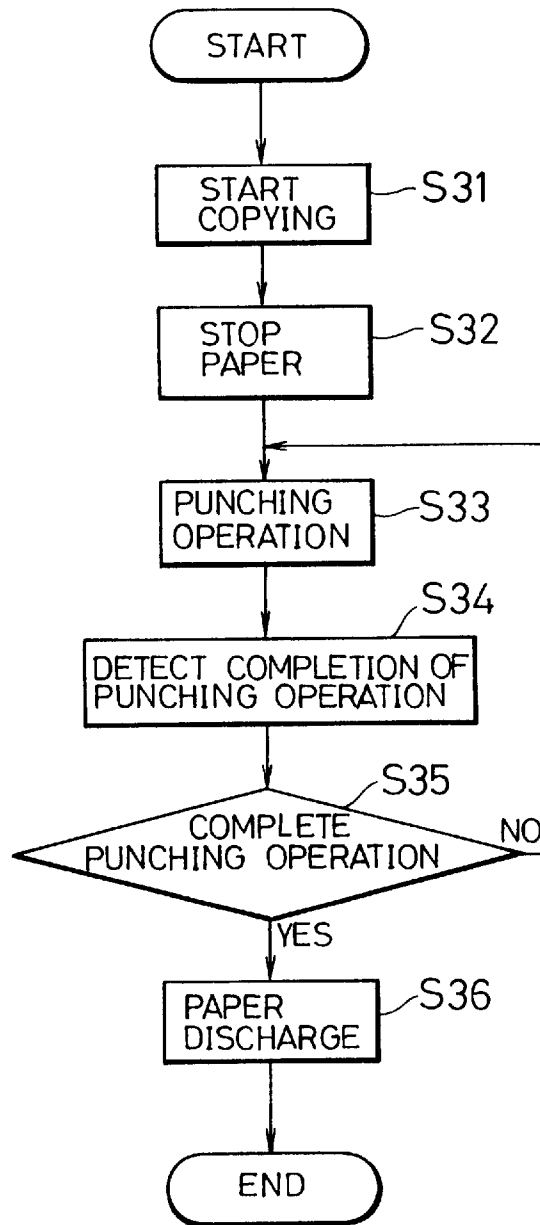 START
START
COPYING
S31
STOP
PAPER
S32
PUNCHING
OPERATION
S33
S34
DETECT COMPLETION OF
PUNCHING OPERATION
S35
COMPLETE
PUNCHING OPERATION
NO
YES
PAPER
DISCHARGE
S36
END